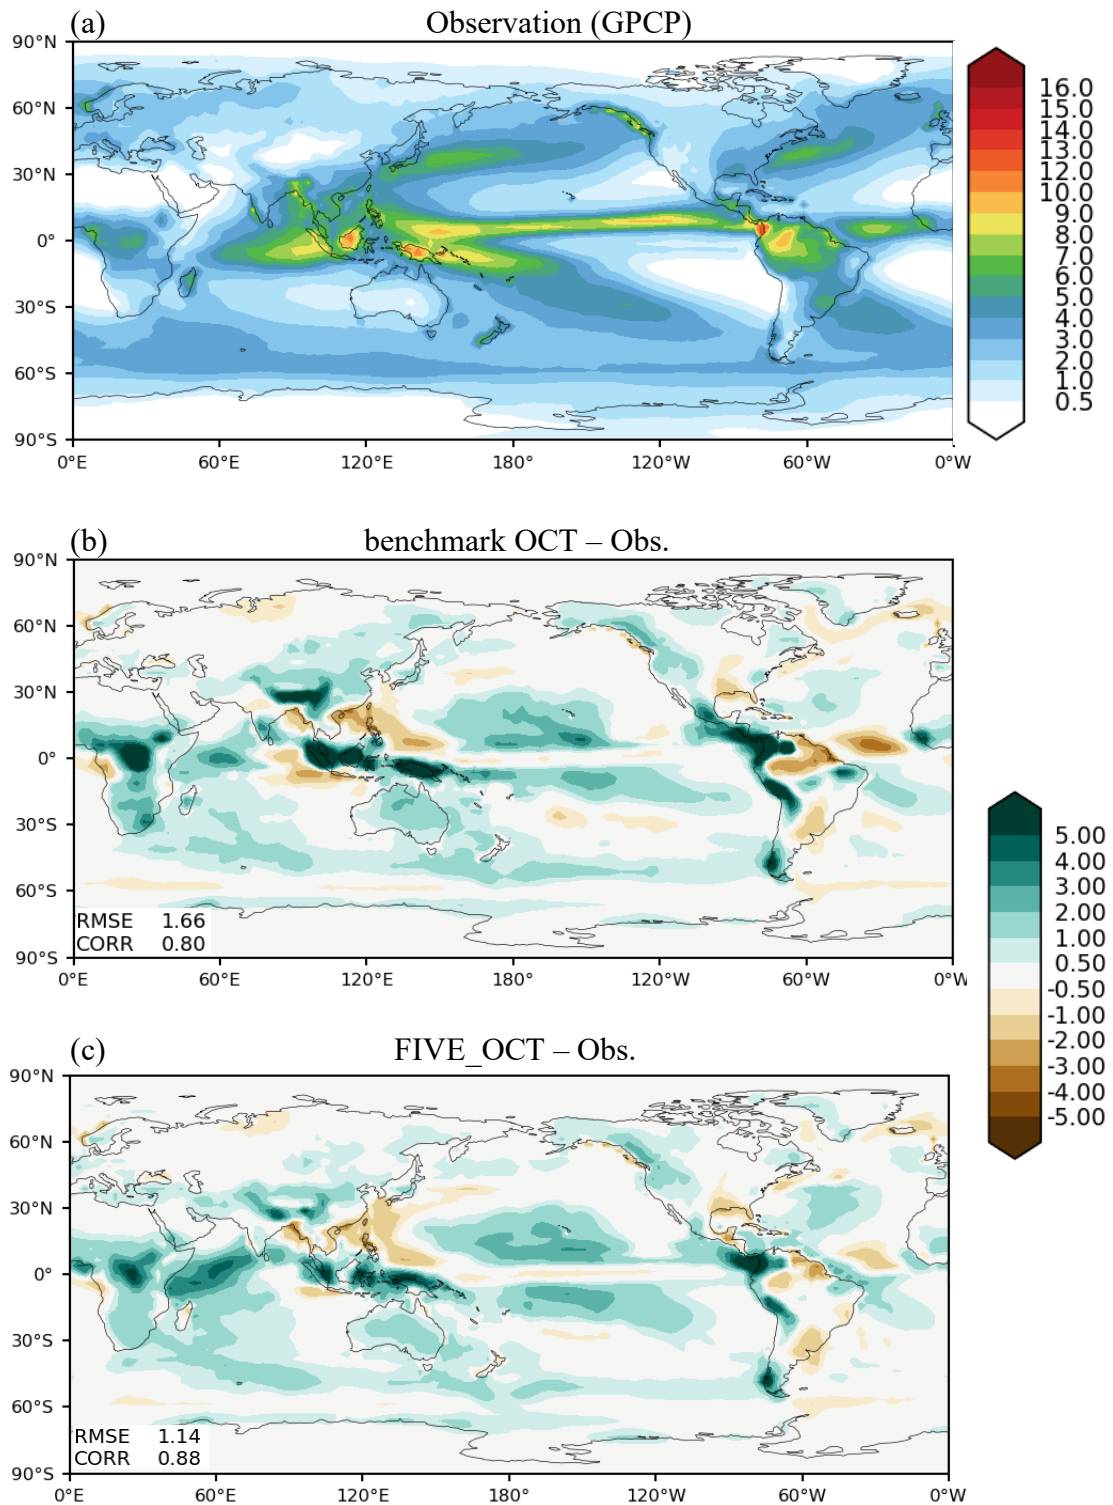 (a) Observation (GPCP)
90°N
60°N
30°N
0°
30°S
60°S
90°S
0°E 60°E 120°E 180° 120°W 60°W 0°W
16.0
15.0
14.0
13.0
12.0
10.0
9.0
8.0
7.0
6.0
5.0
4.0
3.0
2.0
1.0
0.5
(b) benchmark OCT – Obs.
90°N
60°N
30°N
0°
30°S
60°S
90°S
RMSE 1.66
CORR 0.80
0°E 60°E 120°E 180° 120°W 60°W 0°W
5.00
4.00
3.00
2.00
1.00
0.50
-0.50
-1.00
-2.00
-3.00
-4.00
-5.00
(c) FIVE_OCT – Obs.
90°N
60°N
30°N
0°
30°S
60°S
90°S
RMSE 1.14
CORR 0.88
0°E 60°E 120°E 180° 120°W 60°W 0°W